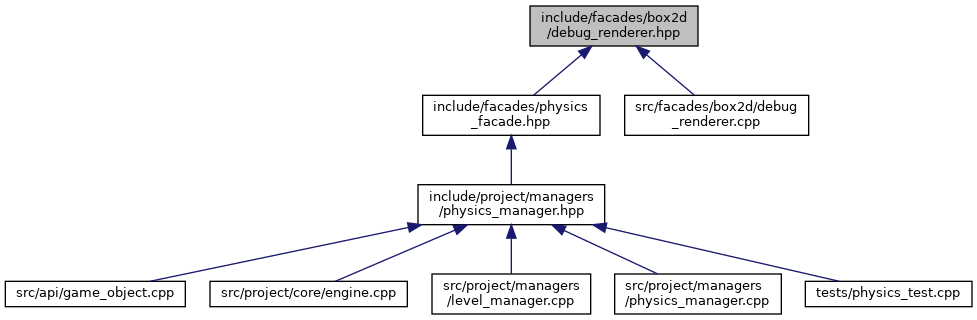 include/facades/box2d
/debug_renderer.hpp
include/facades/physics
_facade.hpp
src/facades/box2d/debug
_renderer.cpp
include/project/managers
/physics_manager.hpp
src/api/game_object.cpp
src/project/core/engine.cpp
src/project/managers
/level_manager.cpp
src/project/managers
/physics_manager.cpp
tests/physics_test.cpp